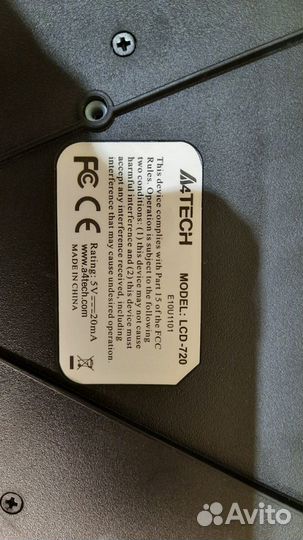 A4TECH
MODEL: LCD-720
E10U1101
This device complies with Part 15 of the FCC
Rules. Operation is subject to the following
two conditions: (1) this device may not cause
harmful interference and (2) this device must
accept any interference received, including
interference that may cause undesired operation.
FC CE
Rating: 5V⎓20mA
www.a4tech.com
MADE IN CHINA
Avito